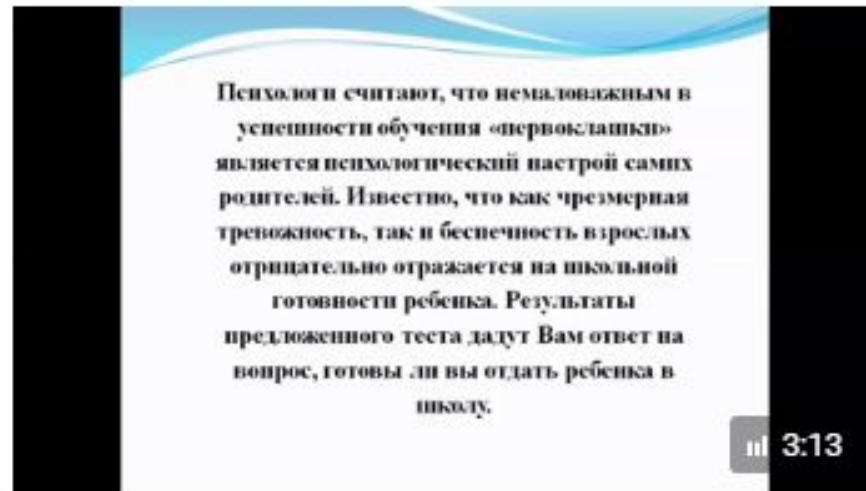 Психологи считают, что немаловажным в
успешности обучения «первоклашки»
является психологический настрой самих
родителей. Известно, что как чрезмерная
тревожность, так и беспечность взрослых
отрицательно отражается на школьной
готовности ребенка. Результаты
предложенного теста дадут Вам ответ на
вопрос, готовы ли вы отдать ребенка в
школу.
3:13